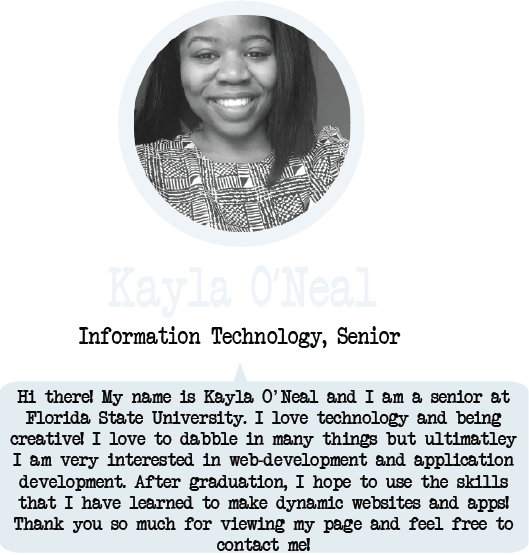 Kayla O'Neal
Information Technology, Senior
Hi there! My name is Kayla O'Neal and I am a senior at
Florida State University. I love technology and being
creative! I love to dabble in many things but ultimatley
I am very interested in web-development and application
development. After graduation, I hope to use the skills
that I have learned to make dynamic websites and apps!
Thank you so much for viewing my page and feel free to
contact me!